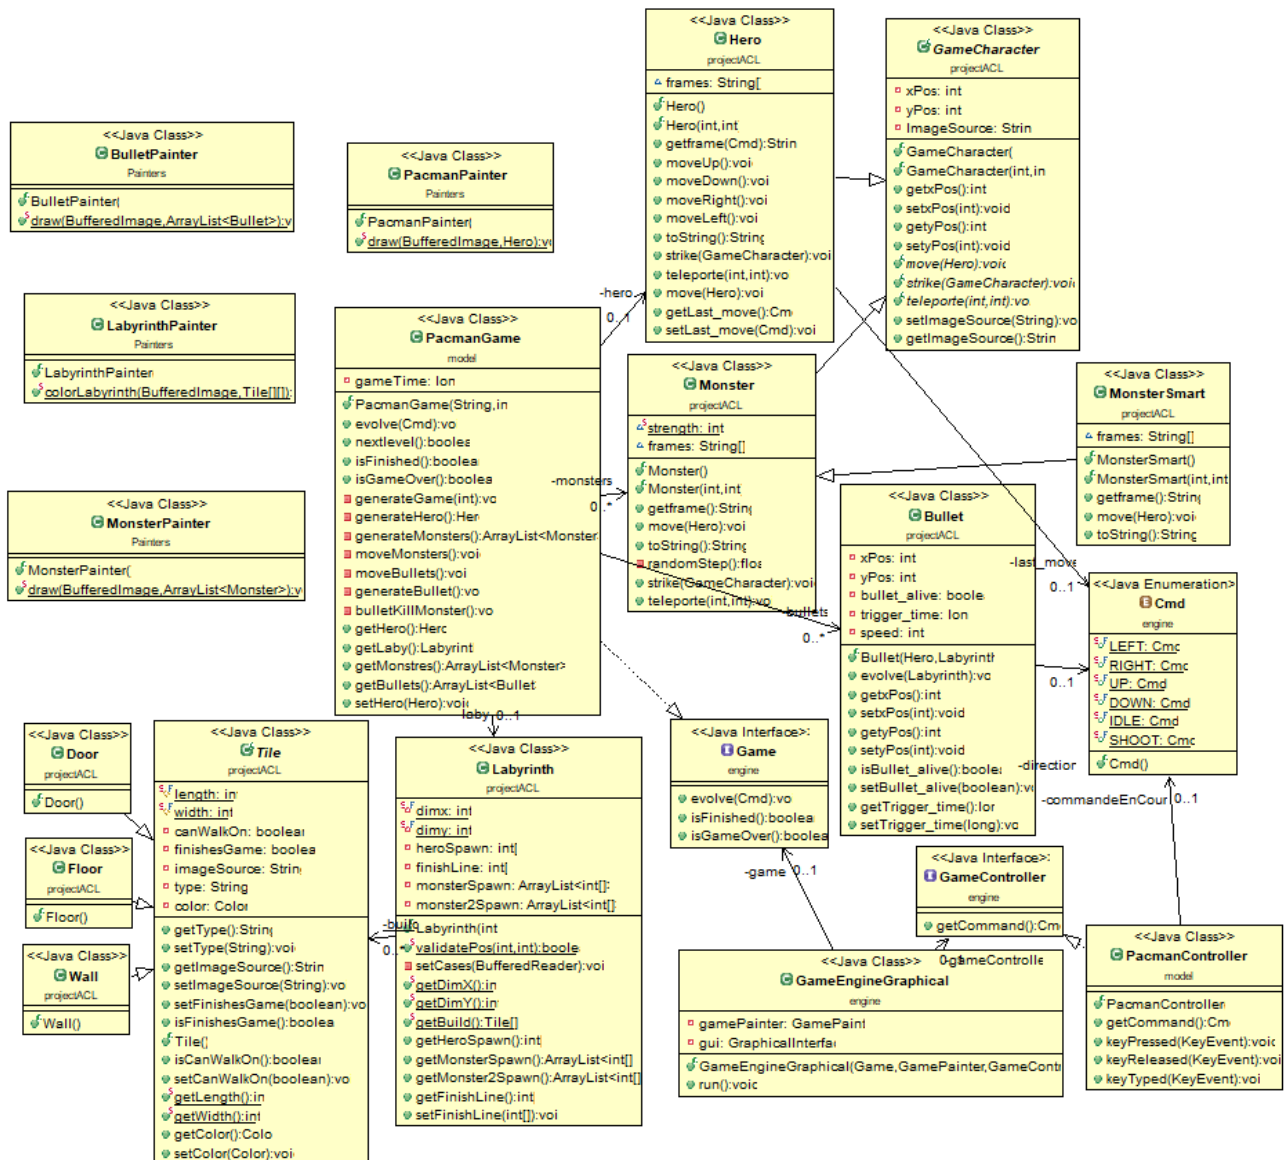 <<Java Class>>
Hero
projectACL
frames: String[
Hero()
Hero(int,int
getframe(Cmd):Strin
moveUp():voi
moveDown():voi
moveRight():voi
moveLeft():voi
toString():String
strike(GameCharacter):voi
teleporte(int,int):vo
move(Hero):voi
getLast_move():Cm
setLast_move(Cmd):voi
<<Java Class>>
GameCharacter
projectACL
xPos: int
yPos: int
ImageSource: Strin
GameCharacter(
GameCharacter(int,in
getxPos():int
setxPos(int):void
getyPos():int
setyPos(int):void
move(Hero):voic
strike(GameCharacter):voi
teleporte(int,int):vo
setImageSource(String):vo
getImageSource():Strin
<<Java Class>>
BulletPainter
Painters
BulletPainter(
draw(BufferedImage,ArrayList<Bullet>):v
<<Java Class>>
PacmanPainter
Painters
PacmanPainter(
draw(BufferedImage,Hero):v
<<Java Class>>
LabyrinthPainter
Painters
LabyrinthPainter
colorLabyrinth(BufferedImage,Tile[][]):
<<Java Class>>
MonsterPainter
Painters
MonsterPainter(
draw(BufferedImage,ArrayList<Monster>):v
<<Java Class>>
PacmanGame
model
gameTime: lon
PacmanGame(String,in
evolve(Cmd):vo
nextlevel():boolea
isFinished():boolea
isGameOver():boolea
generateGame(int):vo
generateHero():Her
generateMonsters():ArrayList<Monster
moveMonsters():voi
moveBullets():voi
generateBullet():vo
bulletKillMonster():vo
getHero():Herc
getLaby():Labyrint
getMonstres():ArrayList<Monster>
getBullets():ArrayList<Bullet
setHero(Hero):voi
-hero
0..1
-monsters
0..*
-bullets
0..*
laby 0..1
<<Java Class>>
Monster
projectACL
strength: int
frames: String[]
Monster()
Monster(int,int
getframe():String
move(Hero):voi
toString():String
randomStep():floa
strike(GameCharacter):voi
teleporte(int,int):vo
<<Java Class>>
MonsterSmart
projectACL
frames: String[]
MonsterSmart()
MonsterSmart(int,int
getframe():String
move(Hero):voi
toString():String
<<Java Class>>
Bullet
projectACL
xPos: int
yPos: int
bullet_alive: boole
trigger_time: lon
speed: int
Bullet(Hero,Labyrinth
evolve(Labyrinth):vc
getxPos():int
setxPos(int):void
getyPos():int
setyPos():int
isBullet_alive():boolea
setBullet_alive(boolean):v
getTrigger_time():lor
setTrigger_time(long):vc
-last_move
0..1
0..1
-direction
<<Java Enumeration>
Cmd
engine
LEFT: Cmc
RIGHT: Cmc
UP: Cmd
DOWN: Cmd
IDLE: Cmd
SHOOT: Cmc
Cmd()
-commandeEnCour 0..1
<<Java Class>>
Door
projectACL
Door()
<<Java Class>>
Floor
projectACL
Floor()
<<Java Class>>
Wall
projectACL
Wall()
<<Java Class>>
Tile
projectACL
length: int
width: int
canWalkOn: boolean
finishesGame: boolea
imageSource: String
type: String
color: Color
getType():String
setType(String):voi
getImageSource():Strin
setImageSource(String):vo
setFinishesGame(boolean):voi
isFinishesGame():boolea
Tile()
isCanWalkOn():boolean
setCanWalkOn(boolean):vo
getLength():int
getWidth():int
getColor():Colo
setColor(Color):voi
<<Java Class>>
Labyrinth
projectACL
dimx: int
dimy: int
heroSpawn: int[
finishLine: int[
monsterSpawn: ArrayList<int[]:
monster2Spawn: ArrayList<int[]
Labyrinth(int
validatePos(int,int):boole
setCases(BufferedReader):voi
getDimX():in
getDimY():in
getBuild():Tile[]
getHeroSpawn():int[
getMonsterSpawn():ArrayList<int[]
getMonster2Spawn():ArrayList<int[]
getFinishLine():int[
setFinishLine(int[]):voi
-build
0..*
<<Java Interface>:
Game
engine
evolve(Cmd):vo
isFinished():boolea
isGameOver():boolea
-game 0..1
<<Java Interface>:
GameController
engine
getCommand():Cm
-gameControlle
<<Java Class>>
GameEngineGraphical
engine
gamePainter: GamePaint
gui: GraphicalInterfa
GameEngineGraphical(Game,GamePainter,GameContr
run():voic
<<Java Class>>
PacmanController
model
PacmanController
getCommand():Cm
keyPressed(KeyEvent):voic
keyReleased(KeyEvent):voi
keyTyped(KeyEvent):voi